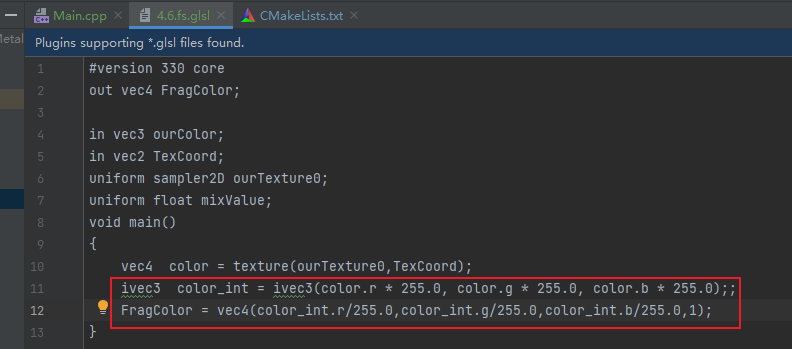 Main.cpp × 4.6.fs.glsl × CMakeLists.txt ×
Metal
Plugins supporting *.glsl files found.
1 #version 330 core
2 out vec4 FragColor;
3
4 in vec3 ourColor;
5 in vec2 TexCoord;
6 uniform sampler2D ourTexture0;
7 uniform float mixValue;
8 void main()
9 {
10 vec4  color = texture(ourTexture0,TexCoord);
11 ivec3  color_int = ivec3(color.r * 255.0, color.g * 255.0, color.b * 255.0);;
12 FragColor = vec4(color_int.r/255.0,color_int.g/255.0,color_int.b/255.0,1);
13 }